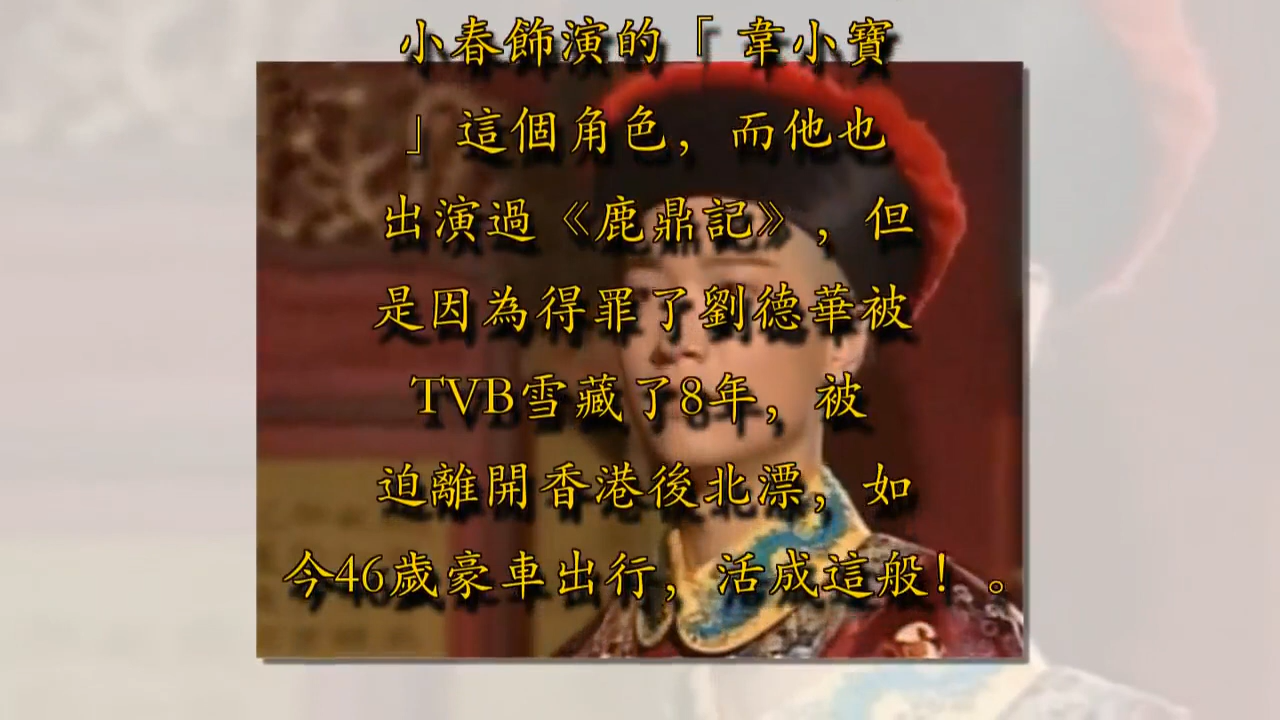 小春飾演的「 韋小寶
」這個角色，而他也
出演過《鹿鼎記》，但
是因為得罪了劉德華被
TVB雪藏了8年，被
迫離開香港後北漂，如
今46歲豪車出行，活成這般！。